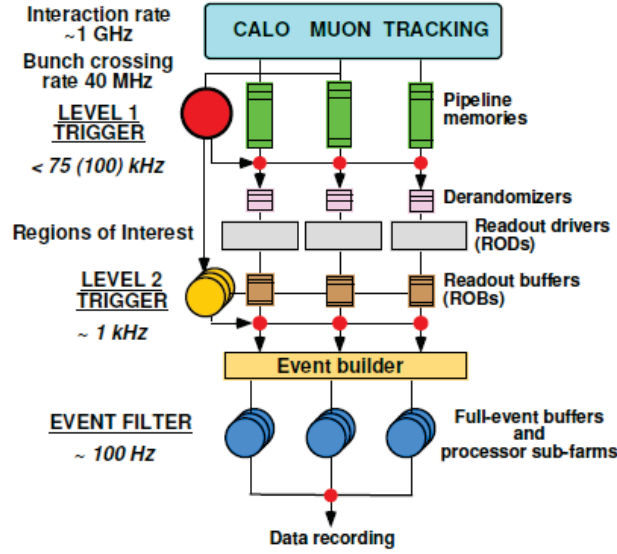 Interaction rate
~1 GHz
CALO MUON TRACKING
Bunch crossing
rate 40 MHz
LEVEL 1
TRIGGER
< 75 (100) kHz
Pipeline
memories
Derandomizers
Regions of Interest
Readout drivers
(RODs)
LEVEL 2
TRIGGER
~ 1 kHz
Readout buffers
(ROBs)
Event builder
EVENT FILTER
~ 100 Hz
Full-event buffers
and
processor sub-farms
Data recording